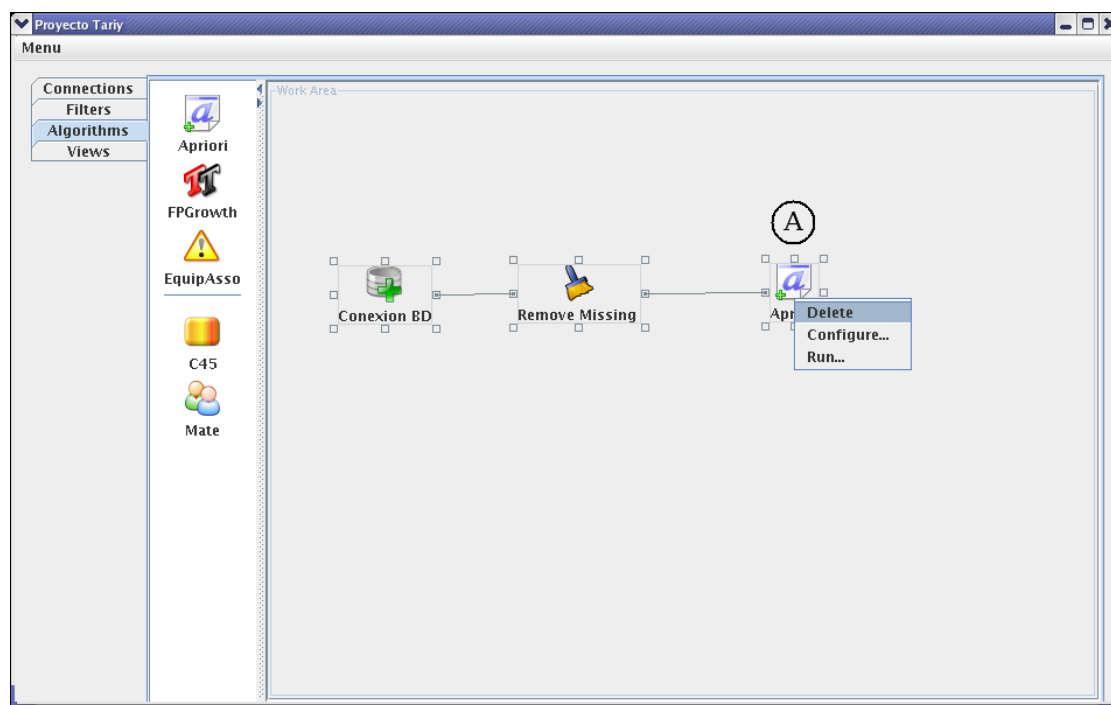 Proyecto Tariy
Menu
Connections
Filters
Algorithms
Views
Apriori
FPGrowth
EquipAsso
C45
Mate
Work Area
A
Conexion BD
Remove Missing
Apr
Delete
Configure...
Run...